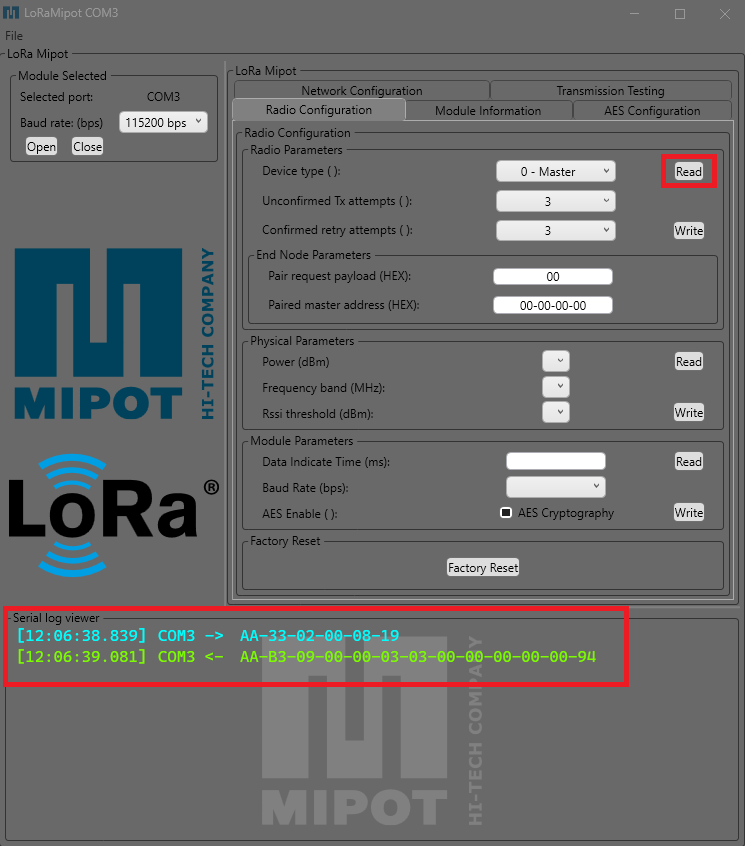 LoRaMipot COM3
File
LoRa Mipot
Module Selected
Selected port: COM3
Baud rate: (bps) 115200 bps
Open Close
MIPOT
HI-TECH COMPANY
LoRa®
LoRa Mipot
Network Configuration Transmission Testing
Radio Configuration Module Information AES Configuration
Radio Configuration
Radio Parameters
Device type ( ): 0 - Master Read
Unconfirmed Tx attempts ( ): 3
Confirmed retry attempts ( ): 3 Write
End Node Parameters
Pair request payload (HEX): 00
Paired master address (HEX): 00-00-00-00
Physical Parameters
Power (dBm) Read
Frequency band (MHz):
Rssi threshold (dBm): Write
Module Parameters
Data Indicate Time (ms): Read
Baud Rate (bps):
AES Enable ( ): AES Cryptography Write
Factory Reset
Factory Reset
Serial log viewer
[12:06:38.839] COM3 -> AA-33-02-00-08-19
[12:06:39.081] COM3 <- AA-B3-09-00-00-03-03-00-00-00-00-00-94
MIPOT
HI-TECH COMPANY